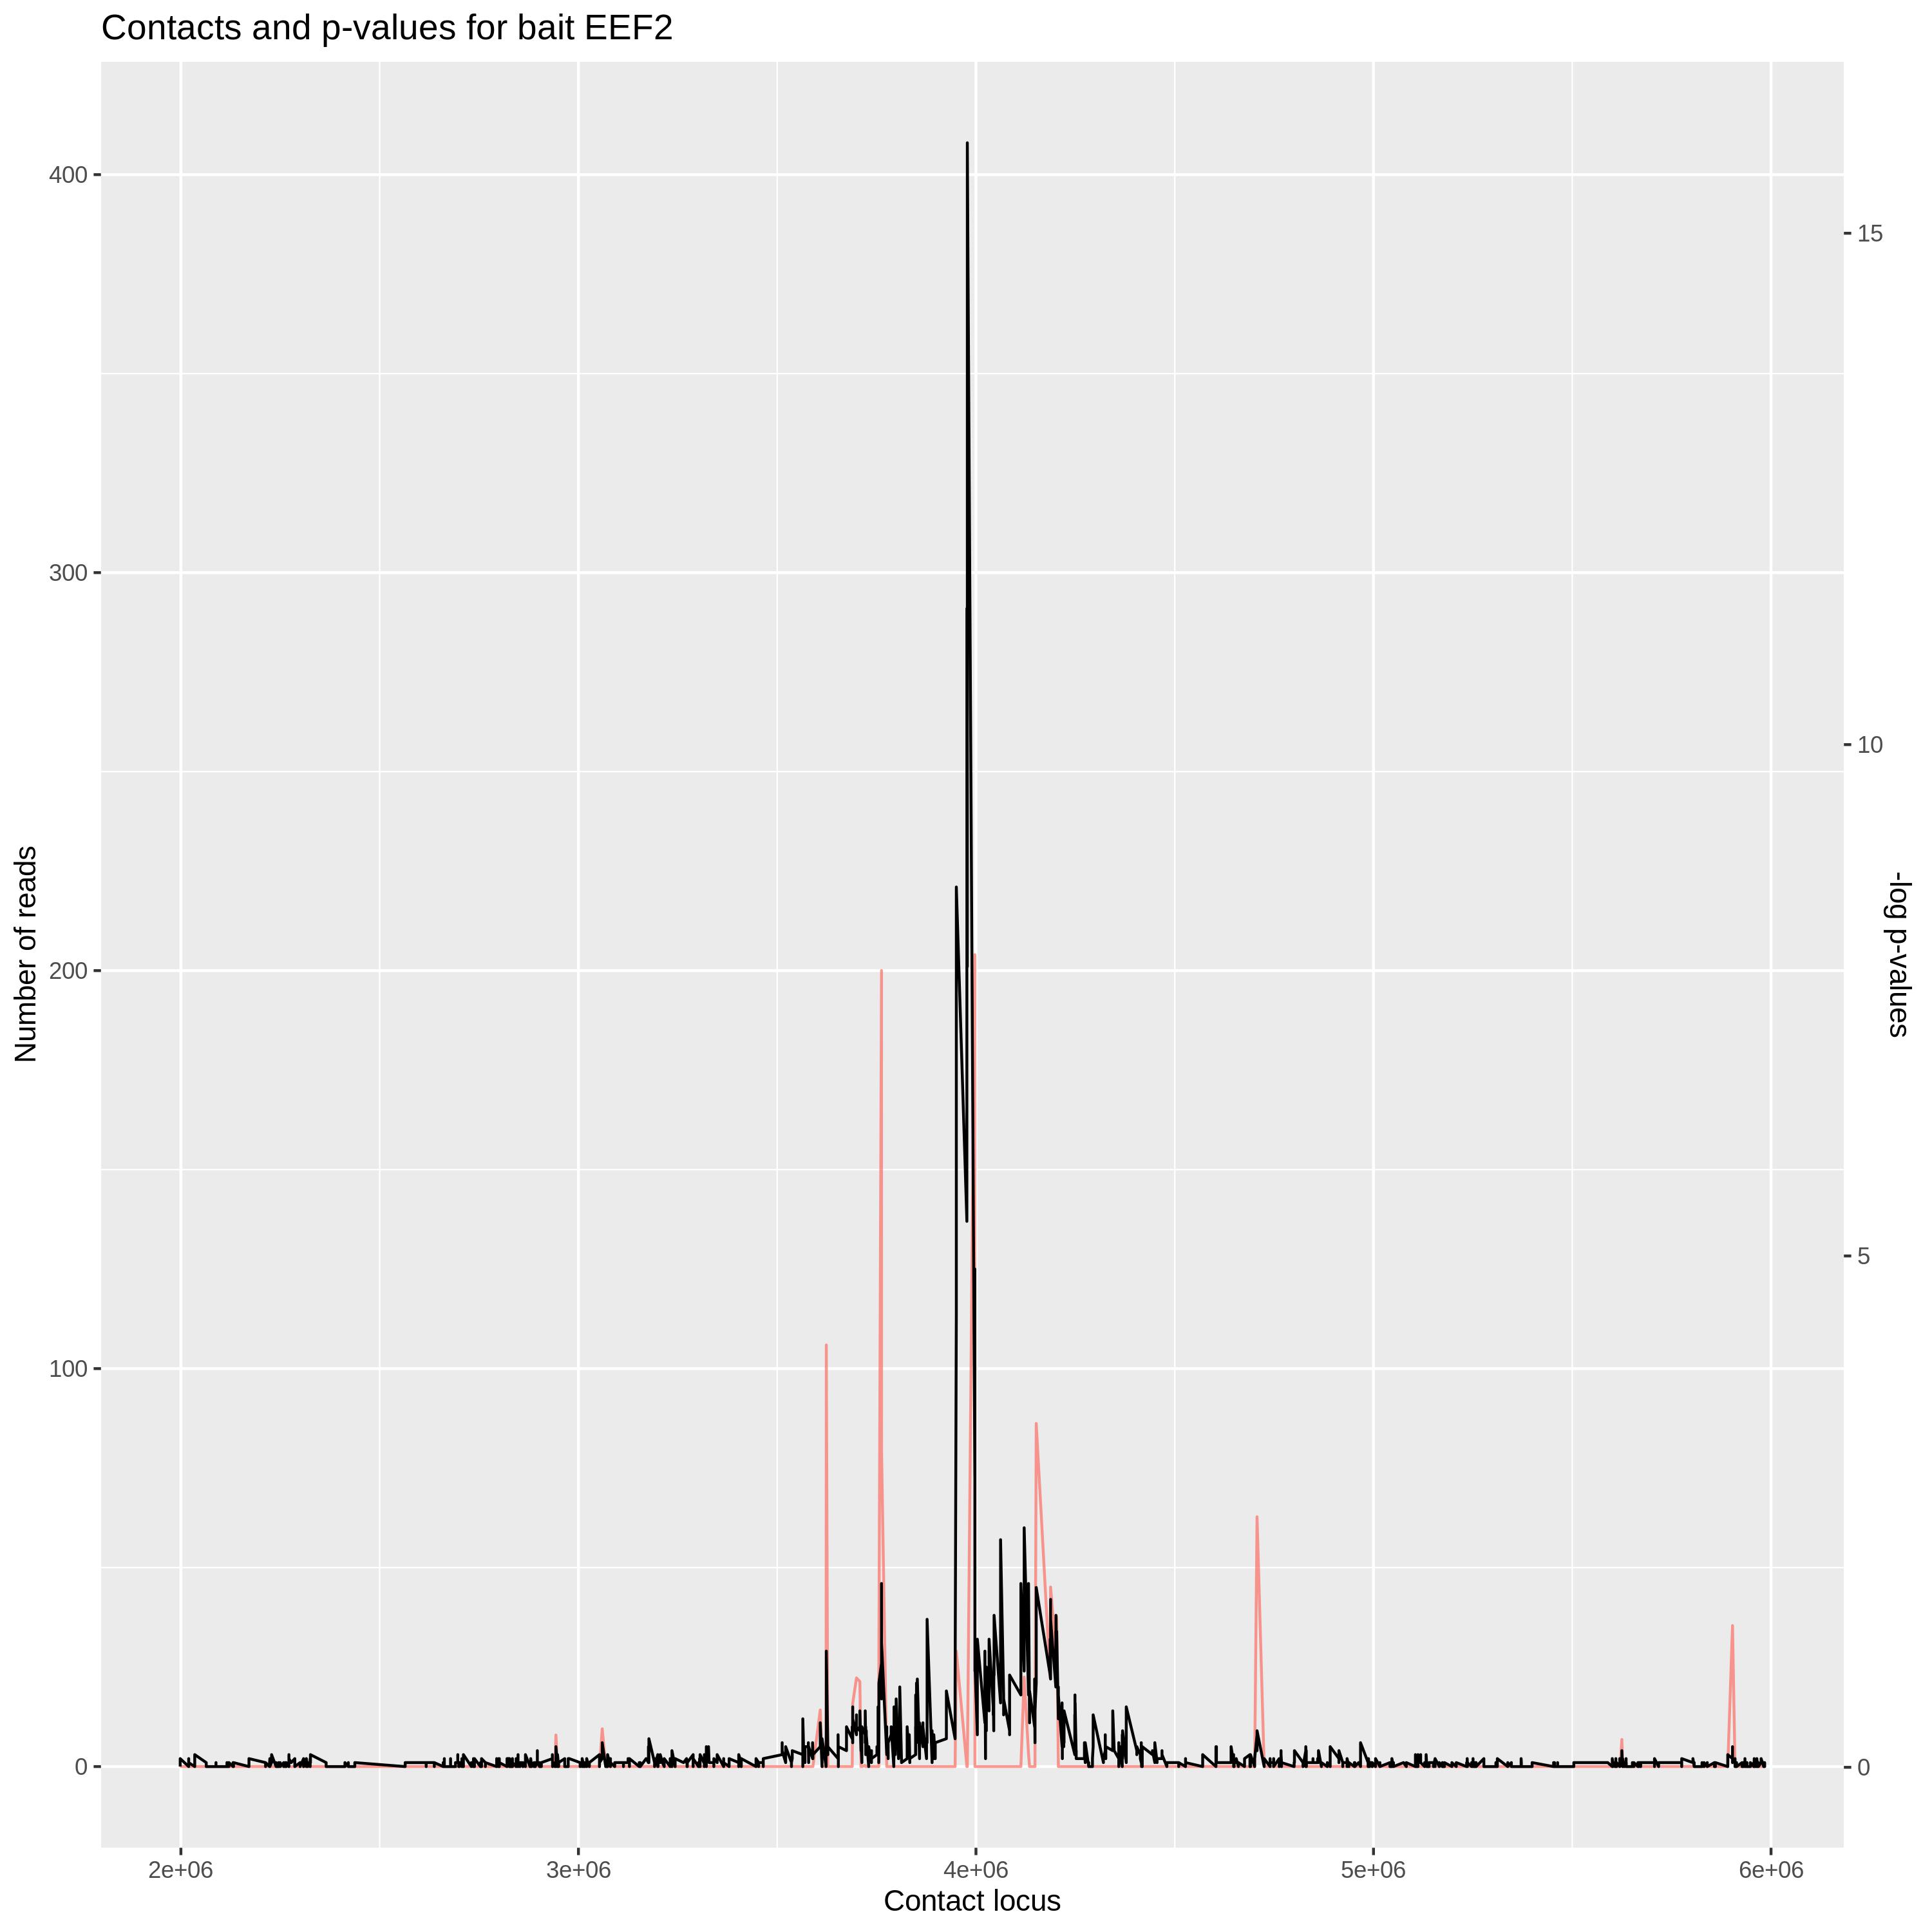 Contacts and p-values for bait EEF2
400
300
200
100
0
Number of reads
15
10
5
0
-log p-values
2e+06
3e+06
4e+06
5e+06
6e+06
Contact locus